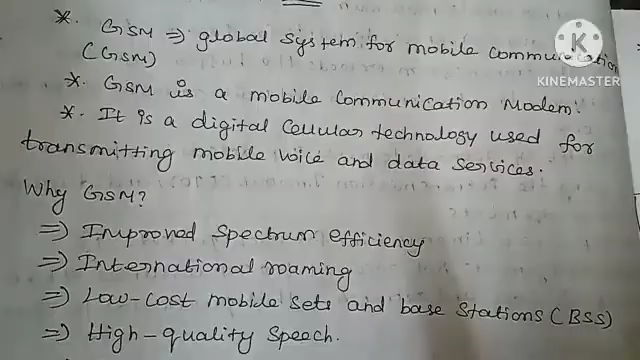 *. GSM ⇒ global system for mobile communication
(GSM)
*. GSM is a mobile communication Modem.
*. It is a digital cellular technology used for
transmitting mobile voice and data services.
Why GSM?
⇒ Improved spectrum efficiency
⇒ International roaming
⇒ Low-cost mobile sets and base stations (BSS)
⇒ High-quality speech.
KINEMASTER